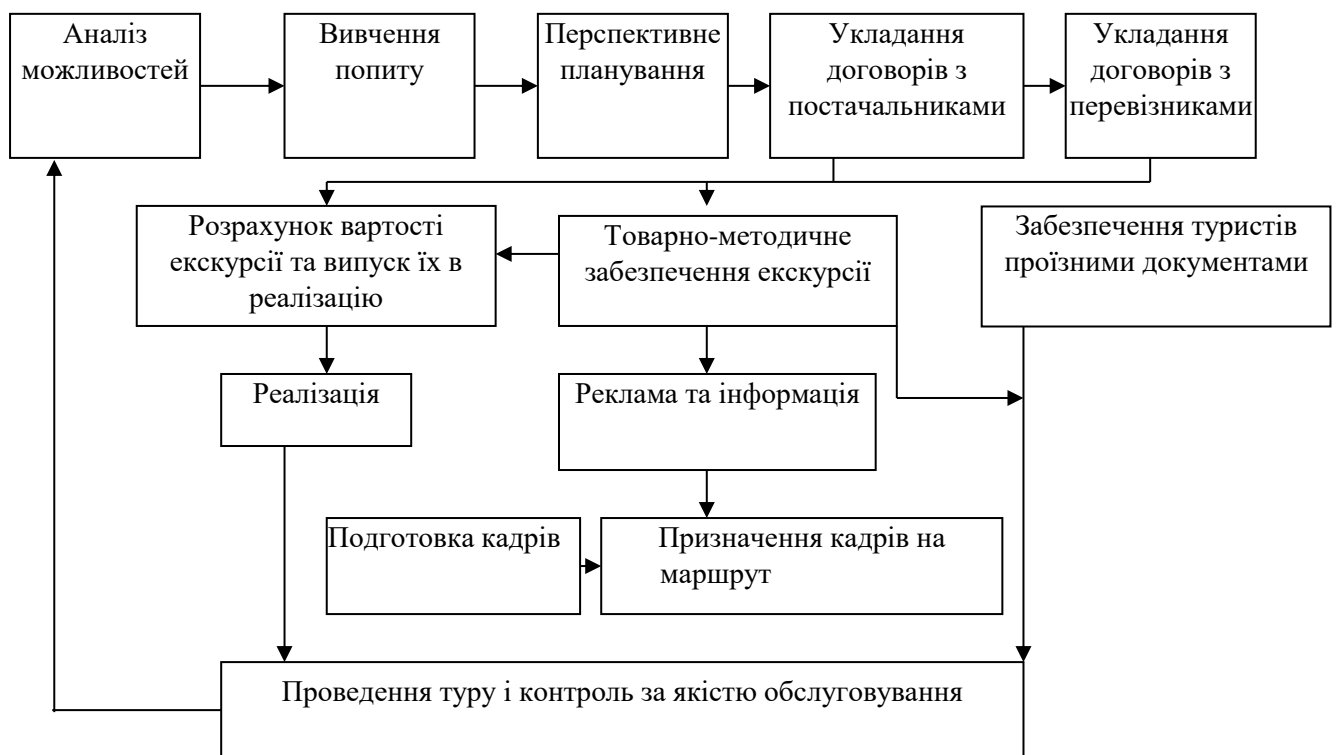 Аналіз
можливостей
Вивчення
попиту
Перспективне
планування
Укладання
договорів з
постачальниками
Укладання
договорів з
перевізниками
Розрахунок вартості
екскурсії та випуск їх в
реалізацію
Товарно-методичне
забезпечення екскурсії
Забезпечення туристів
проїзними документами
Реалізація
Реклама та інформація
Подготовка кадрів
Призначення кадрів на
маршрут
Проведення туру і контроль за якістю обслуговування